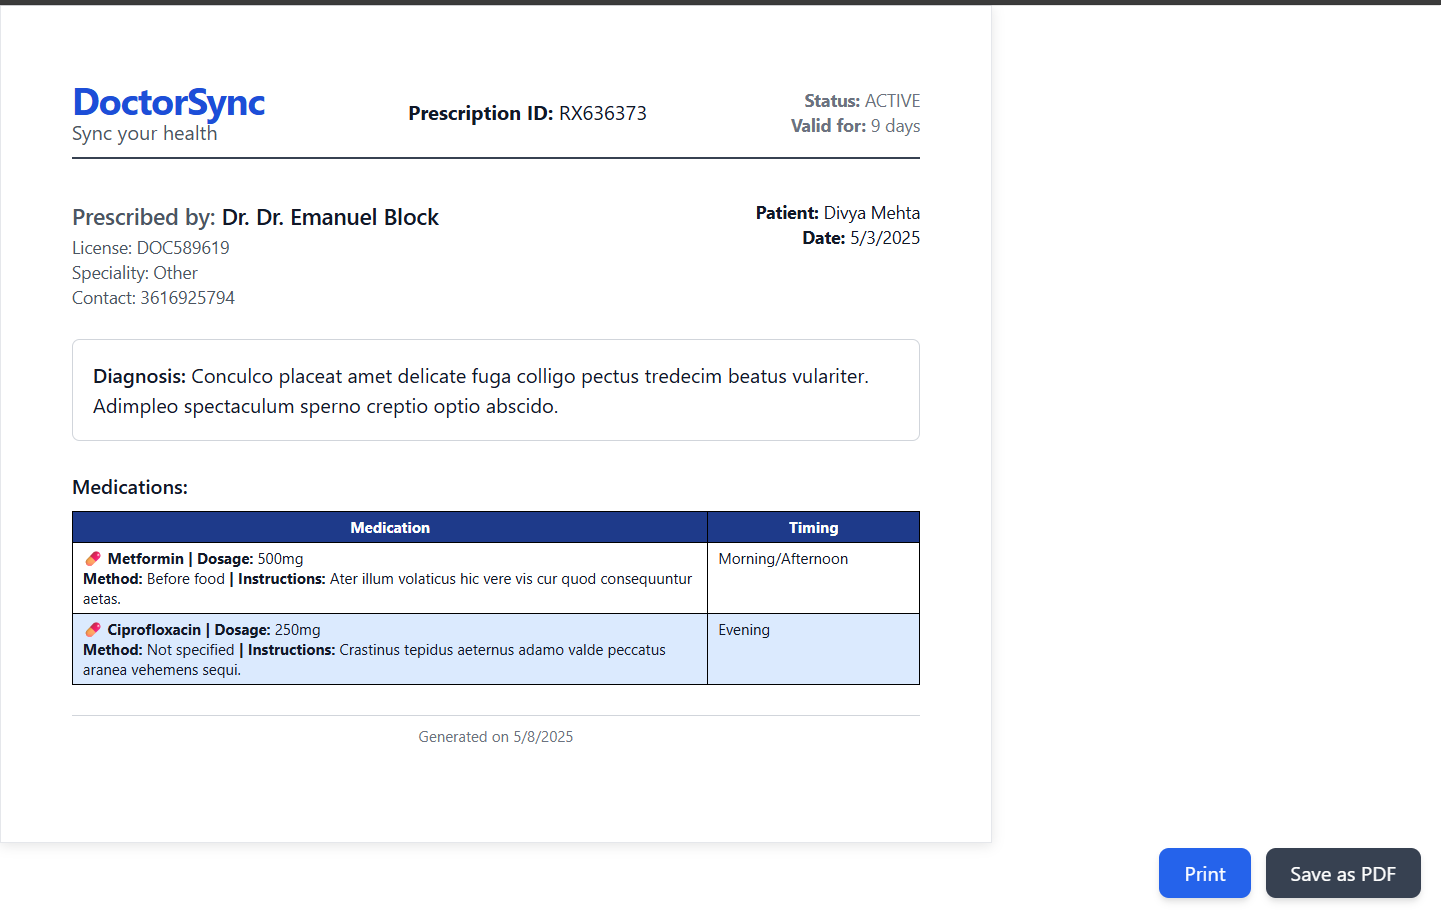 DoctorSync
Sync your health
Prescription ID: RX636373
Status: ACTIVE
Valid for: 9 days
Prescribed by: Dr. Dr. Emanuel Block
License: DOC589619
Speciality: Other
Contact: 3616925794
Patient: Divya Mehta
Date: 5/3/2025
Diagnosis: Conculco placeat amet delicate fuga colligo pectus tredecim beatus vulariter.
Adimpleo spectaculum sperno creptio optio abscido.
Medications:
Medication
Timing
Metformin | Dosage: 500mg
Method: Before food | Instructions: Ater illum volaticus hic vere vis cur quod consequuntur
aetas.
Morning/Afternoon
Ciprofloxacin | Dosage: 250mg
Method: Not specified | Instructions: Crastinus tepidus aeternus adamo valde peccatus
aranea vehemens sequi.
Evening
Generated on 5/8/2025
Print
Save as PDF